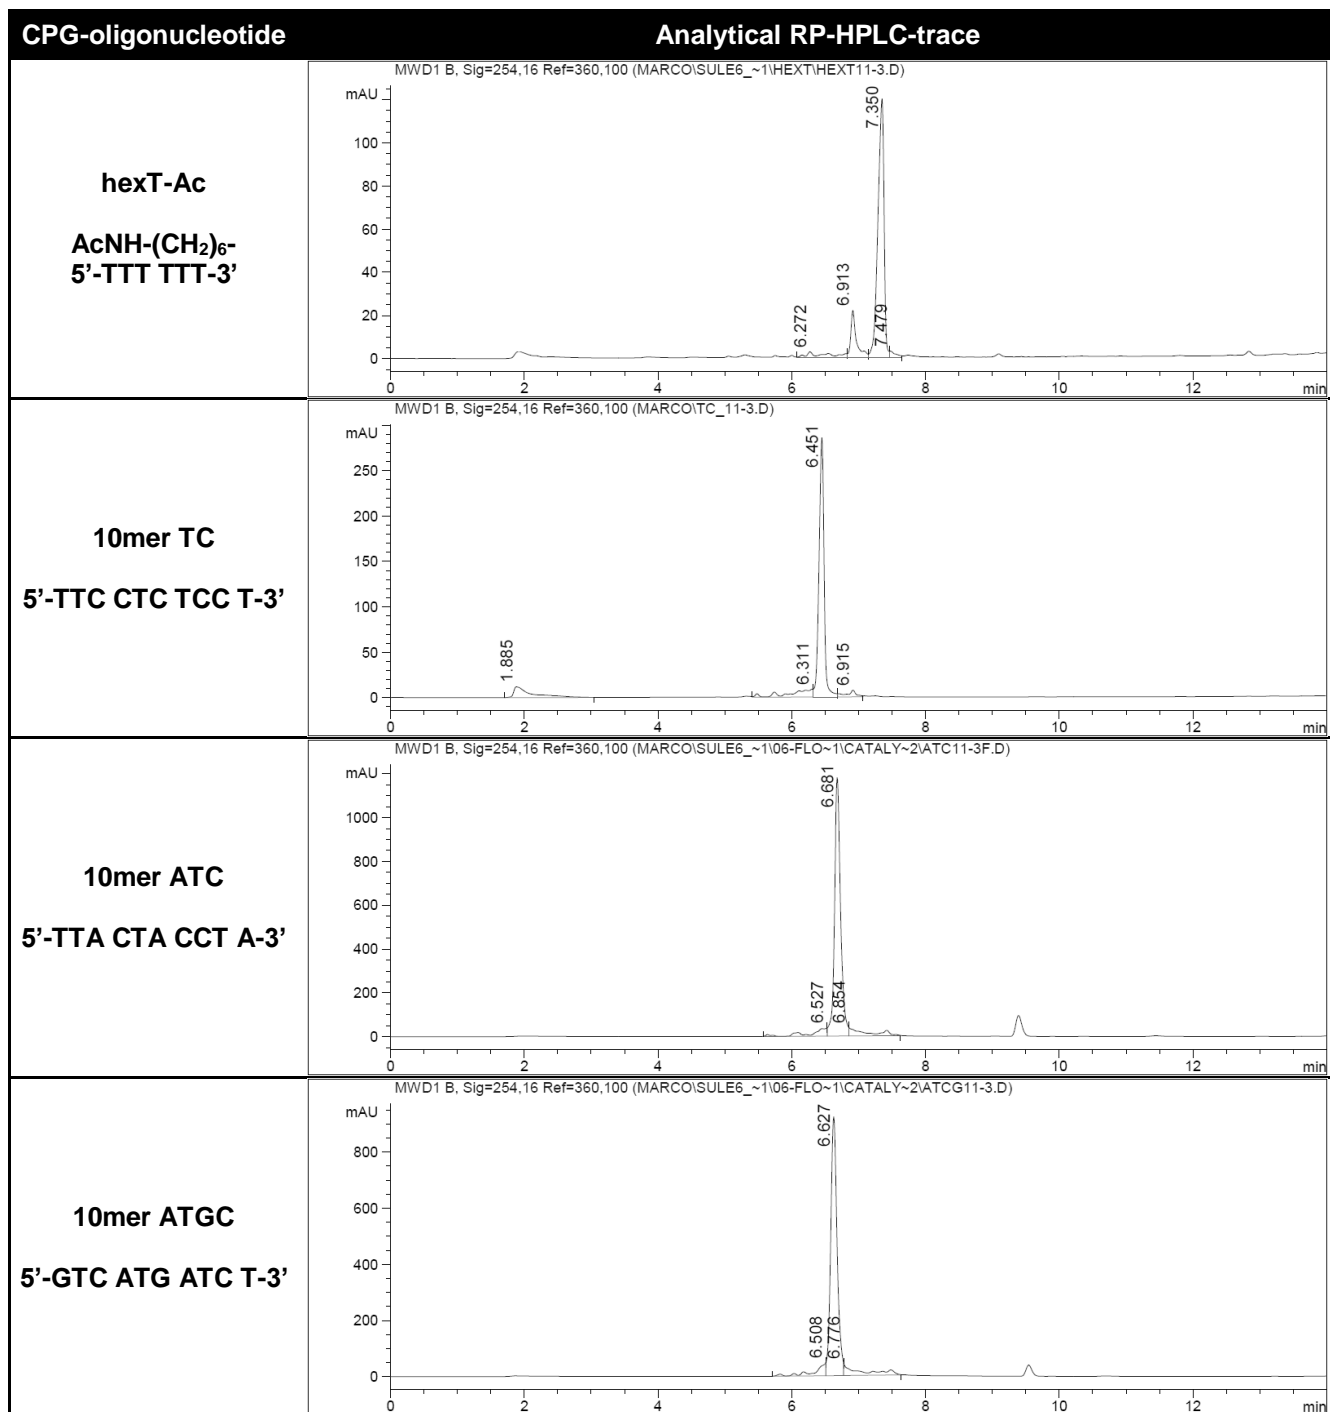 CPG-oligonucleotide Analytical RP-HPLC-trace
hexT-Ac
AcNH-(CH₂)₆-
5’-TTT TTT-3’
MWD1 B, Sig=254,16 Ref=360,100 (MARCO\SULE6_~1\HEXT\HEXT11-3.D)
mAU
100
80
60
40
20
0
6.272
6.913
7.350
7.479
0 2 4 6 8 10 12 min
10mer TC
5’-TTC CTC TCC T-3’
MWD1 B, Sig=254,16 Ref=360,100 (MARCO\TC_11-3.D)
mAU
250
200
150
100
50
0
1.885
6.311
6.451
6.915
0 2 4 6 8 10 12 min
10mer ATC
5’-TTA CTA CCT A-3’
MWD1 B, Sig=254,16 Ref=360,100 (MARCO\SULE6_~1\06-FLO~1\CATALY~2\ATC11-3F.D)
mAU
1000
800
600
400
200
0
6.527
6.681
6.854
0 2 4 6 8 10 12 min
10mer ATGC
5’-GTC ATG ATC T-3’
MWD1 B, Sig=254,16 Ref=360,100 (MARCO\SULE6_~1\06-FLO~1\CATALY~2\ATCG11-3.D)
mAU
800
600
400
200
0
6.508
6.627
6.776
0 2 4 6 8 10 12 min